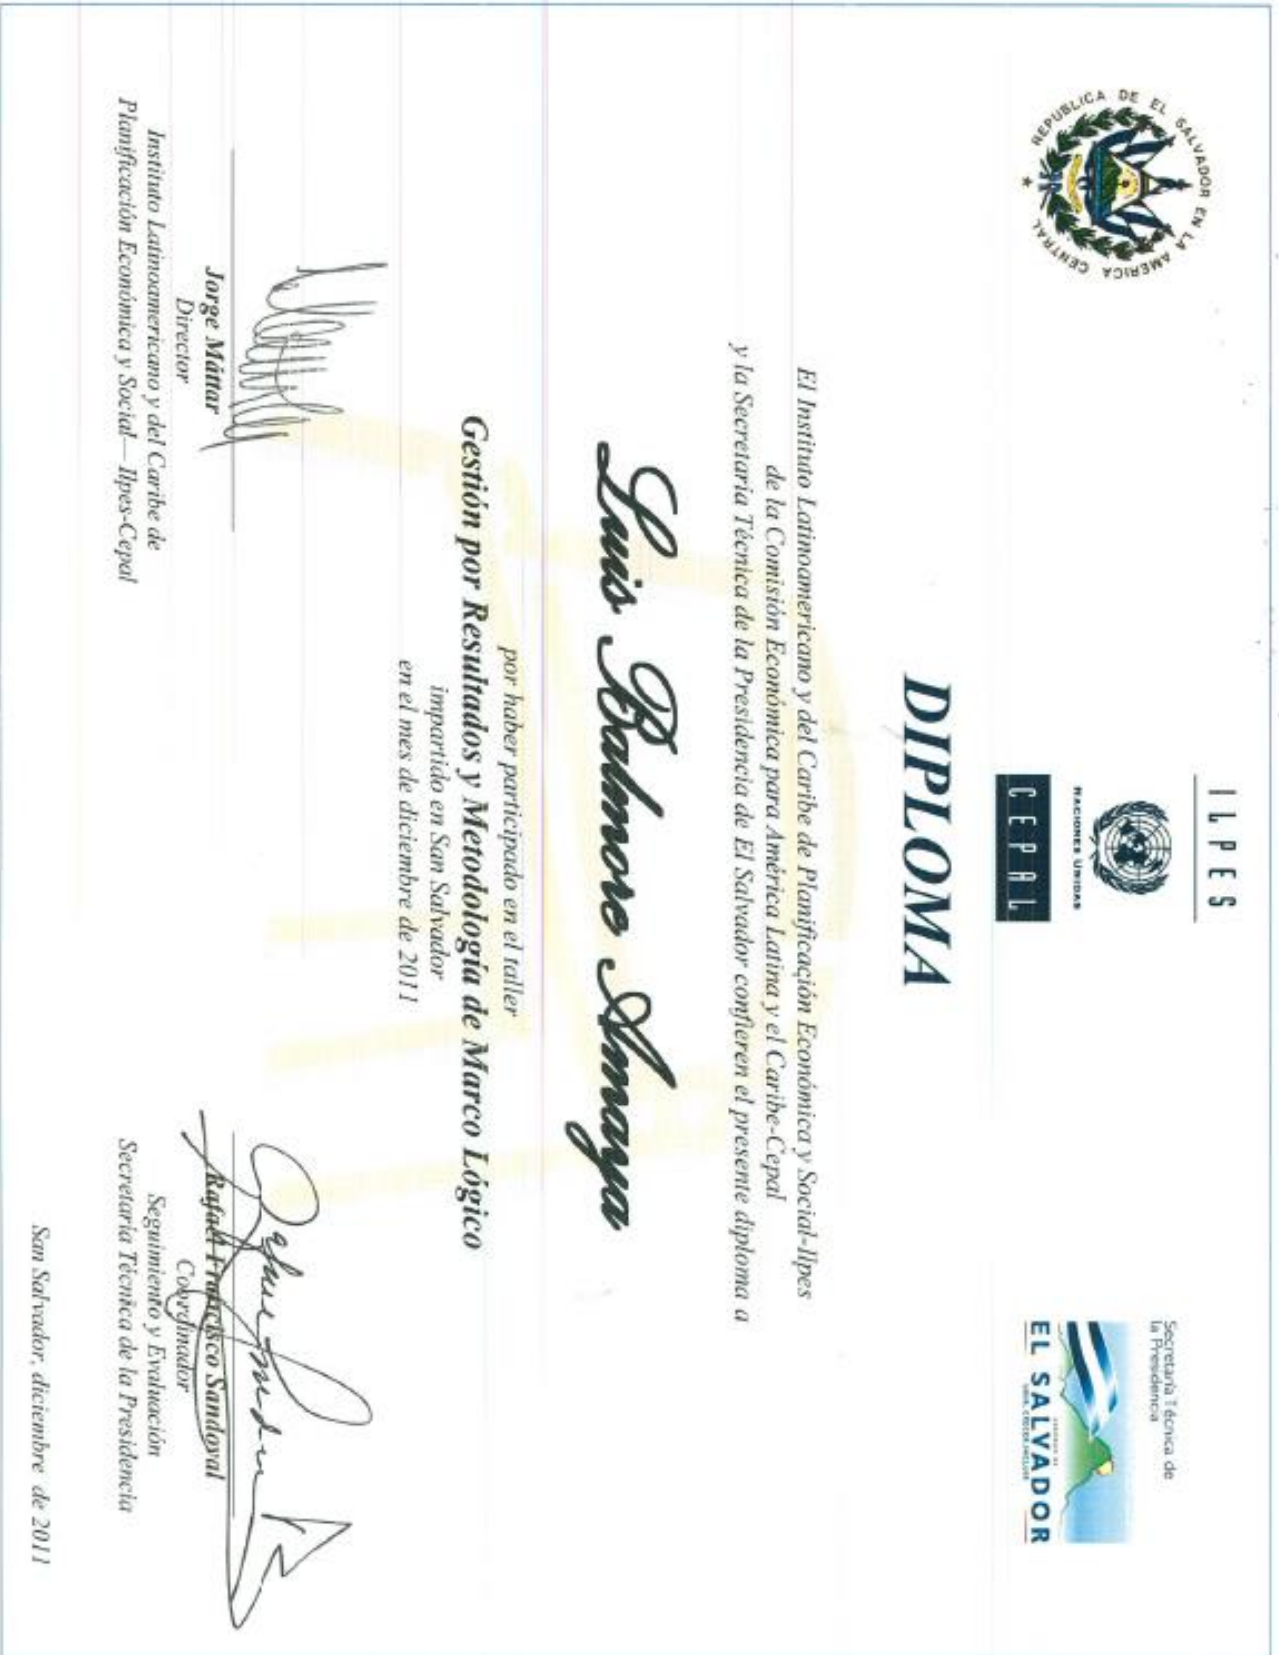 REPUBLICA DE EL SALVADOR EN LA AMERICA CENTRAL
ILPES
NACIONES UNIDAS
CEPAL
Secretaría Técnica de
la Presidencia
EL SALVADOR
DIPLOMA
El Instituto Latinoamericano y del Caribe de Planificación Económica y Social-Ilpes
de la Comisión Económica para América Latina y el Caribe-Cepal
y la Secretaria Técnica de la Presidencia de El Salvador confieren el presente diploma a
Luis Balmore Amaya
por haber participado en el taller
Gestión por Resultados y Metodología de Marco Lógico
impartido en San Salvador
en el mes de diciembre de 2011
Jorge Máttar
Director
Instituto Latinoamericano y del Caribe de
Planificación Económica y Social—Ilpes-Cepal
Rafael Francisco Sandoval
Coordinador
Seguimiento y Evaluación
Secretaría Técnica de la Presidencia
San Salvador, diciembre de 2011